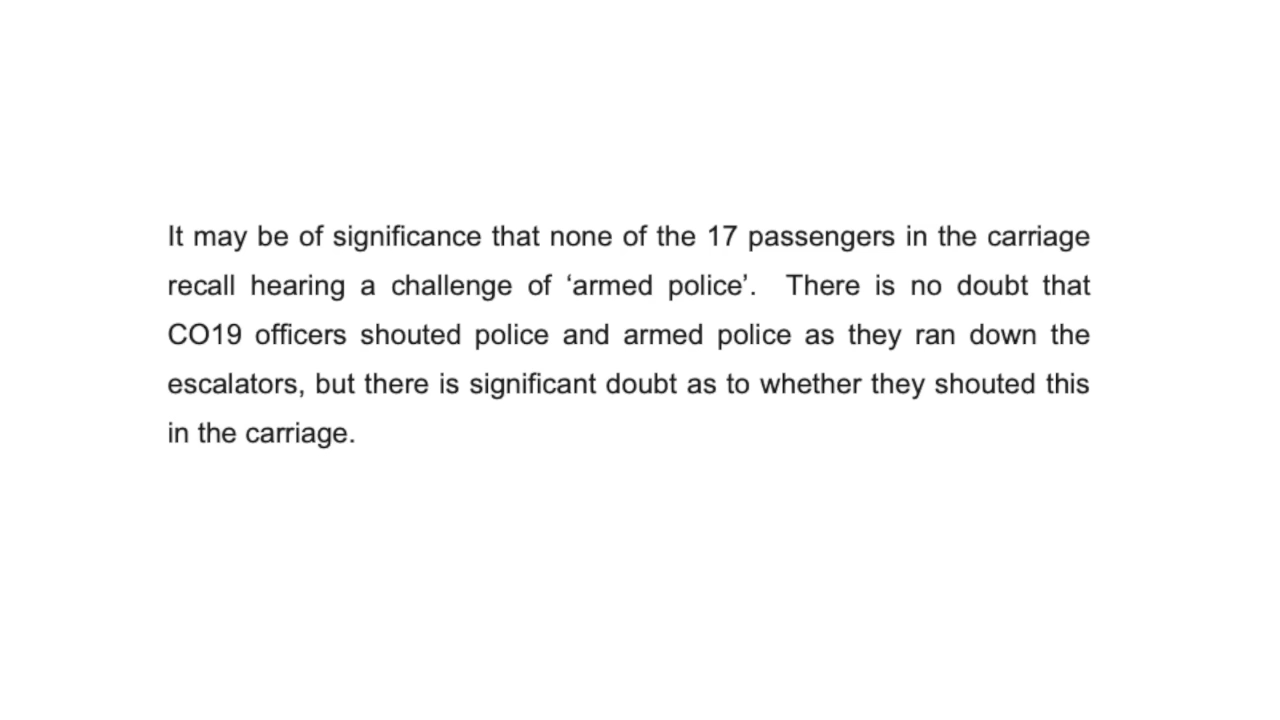 It may be of significance that none of the 17 passengers in the carriage
recall hearing a challenge of ‘armed police’.  There is no doubt that
CO19 officers shouted police and armed police as they ran down the
escalators, but there is significant doubt as to whether they shouted this
in the carriage.